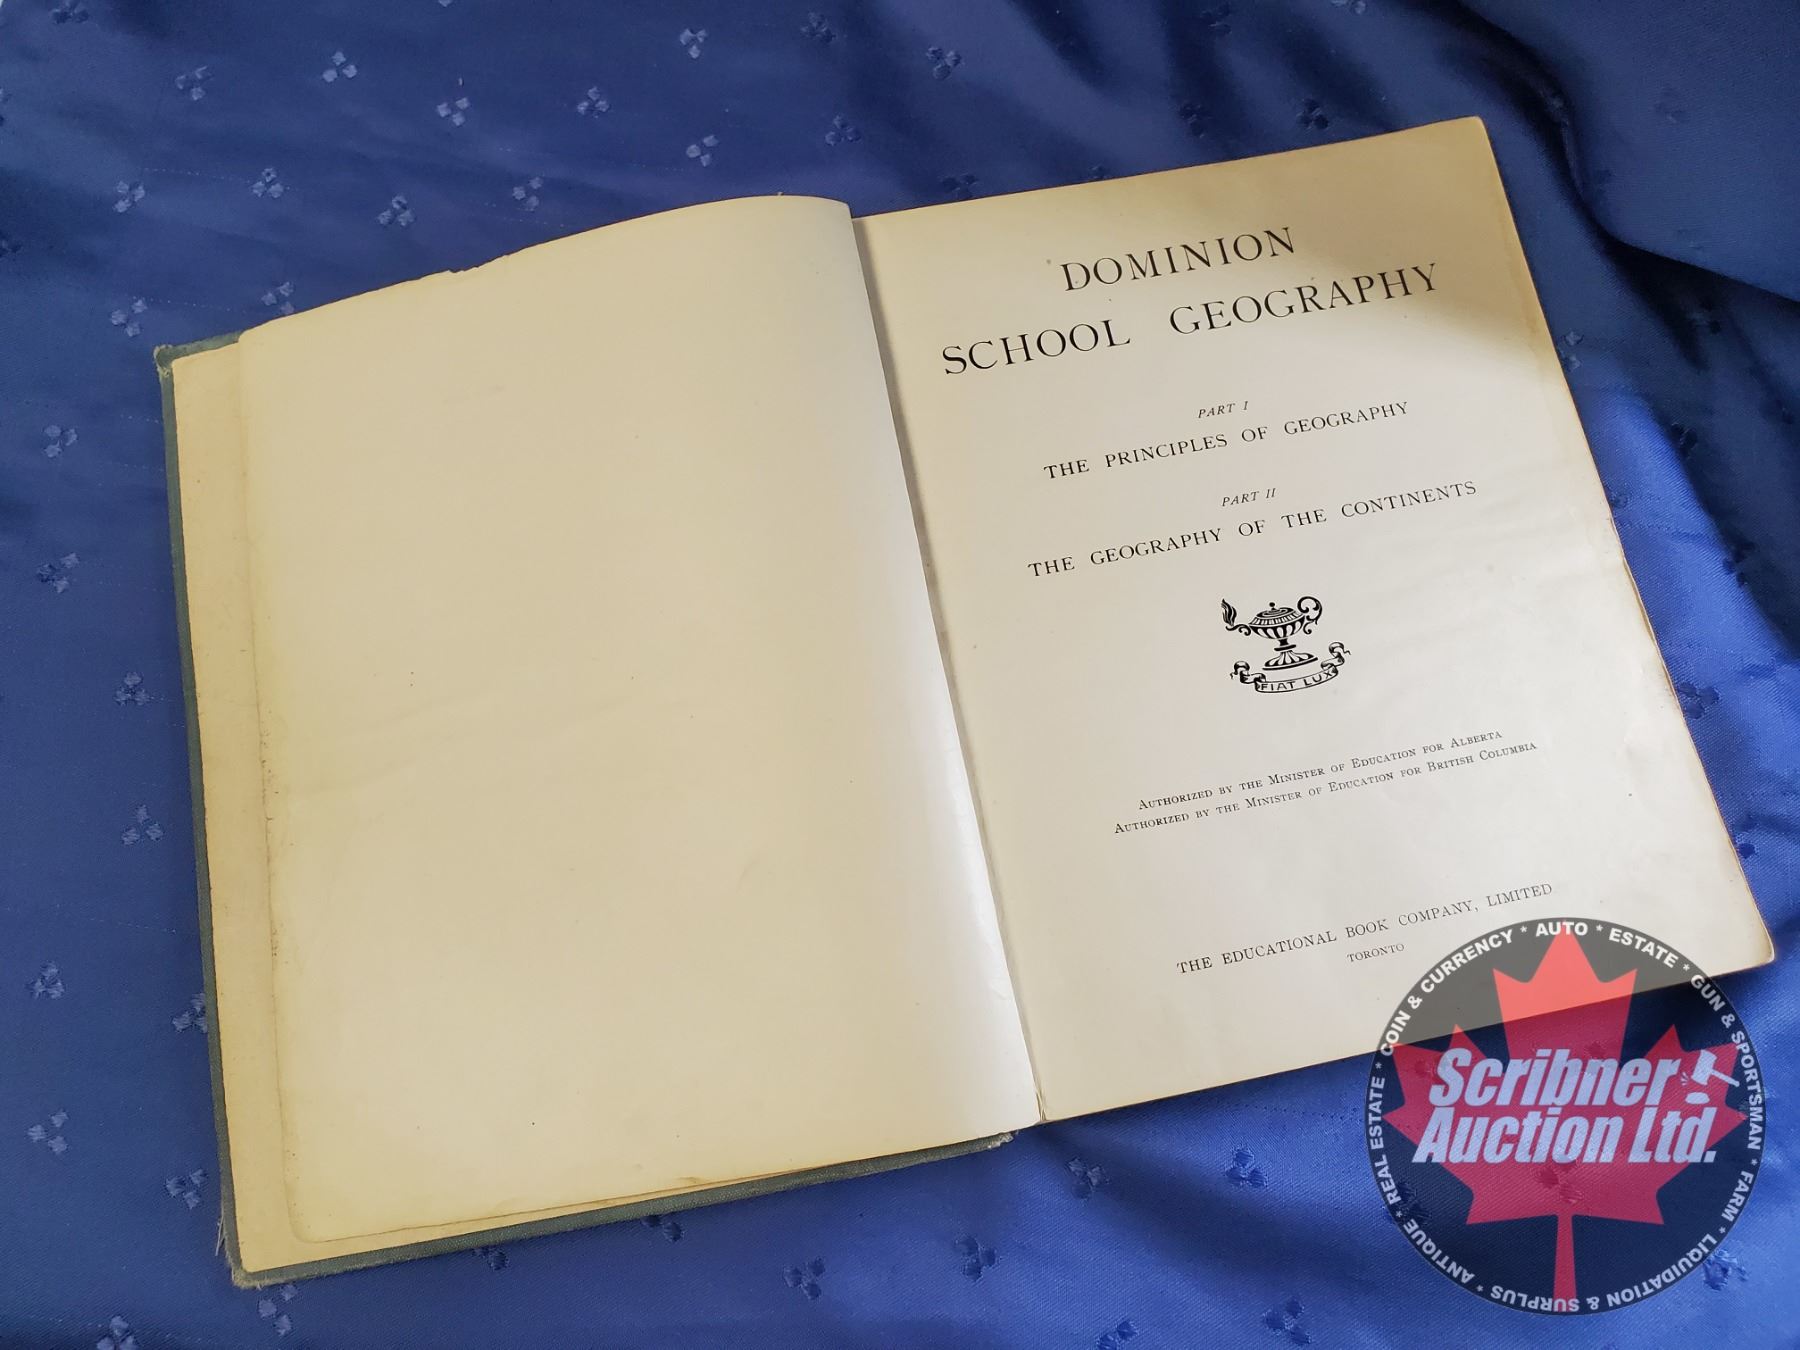 DOMINION
SCHOOL GEOGRAPHY
PART I
THE PRINCIPLES OF GEOGRAPHY
PART II
THE GEOGRAPHY OF THE CONTINENTS
FIAT LUX
AUTHORIZED BY THE MINISTER OF EDUCATION FOR ALBERTA
AUTHORIZED BY THE MINISTER OF EDUCATION FOR BRITISH COLUMBIA
THE EDUCATIONAL BOOK COMPANY, LIMITED
TORONTO
* COIN & CURRENCY * AUTO * ESTATE * GUN & SPORTSMAN * FARM * LIQUIDATION & SURPLUS * ANTIQUE * REAL ESTATE
Scribner
Auction Ltd.